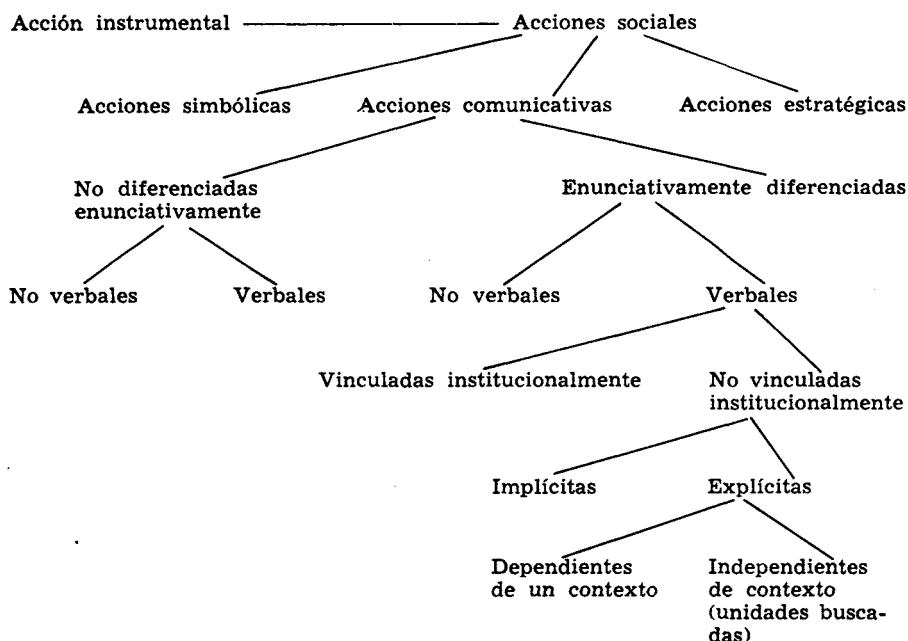 Acción instrumental Acciones sociales
Acciones simbólicas Acciones comunicativas Acciones estratégicas
No diferenciadas
enunciativamente
Enunciativamente diferenciadas
No verbales Verbales No verbales Verbales
Vinculadas institucionalmente
No vinculadas
institucionalmente
Implícitas Explícitas
Dependientes
de un contexto
Independientes
de contexto
(unidades busca-
das)